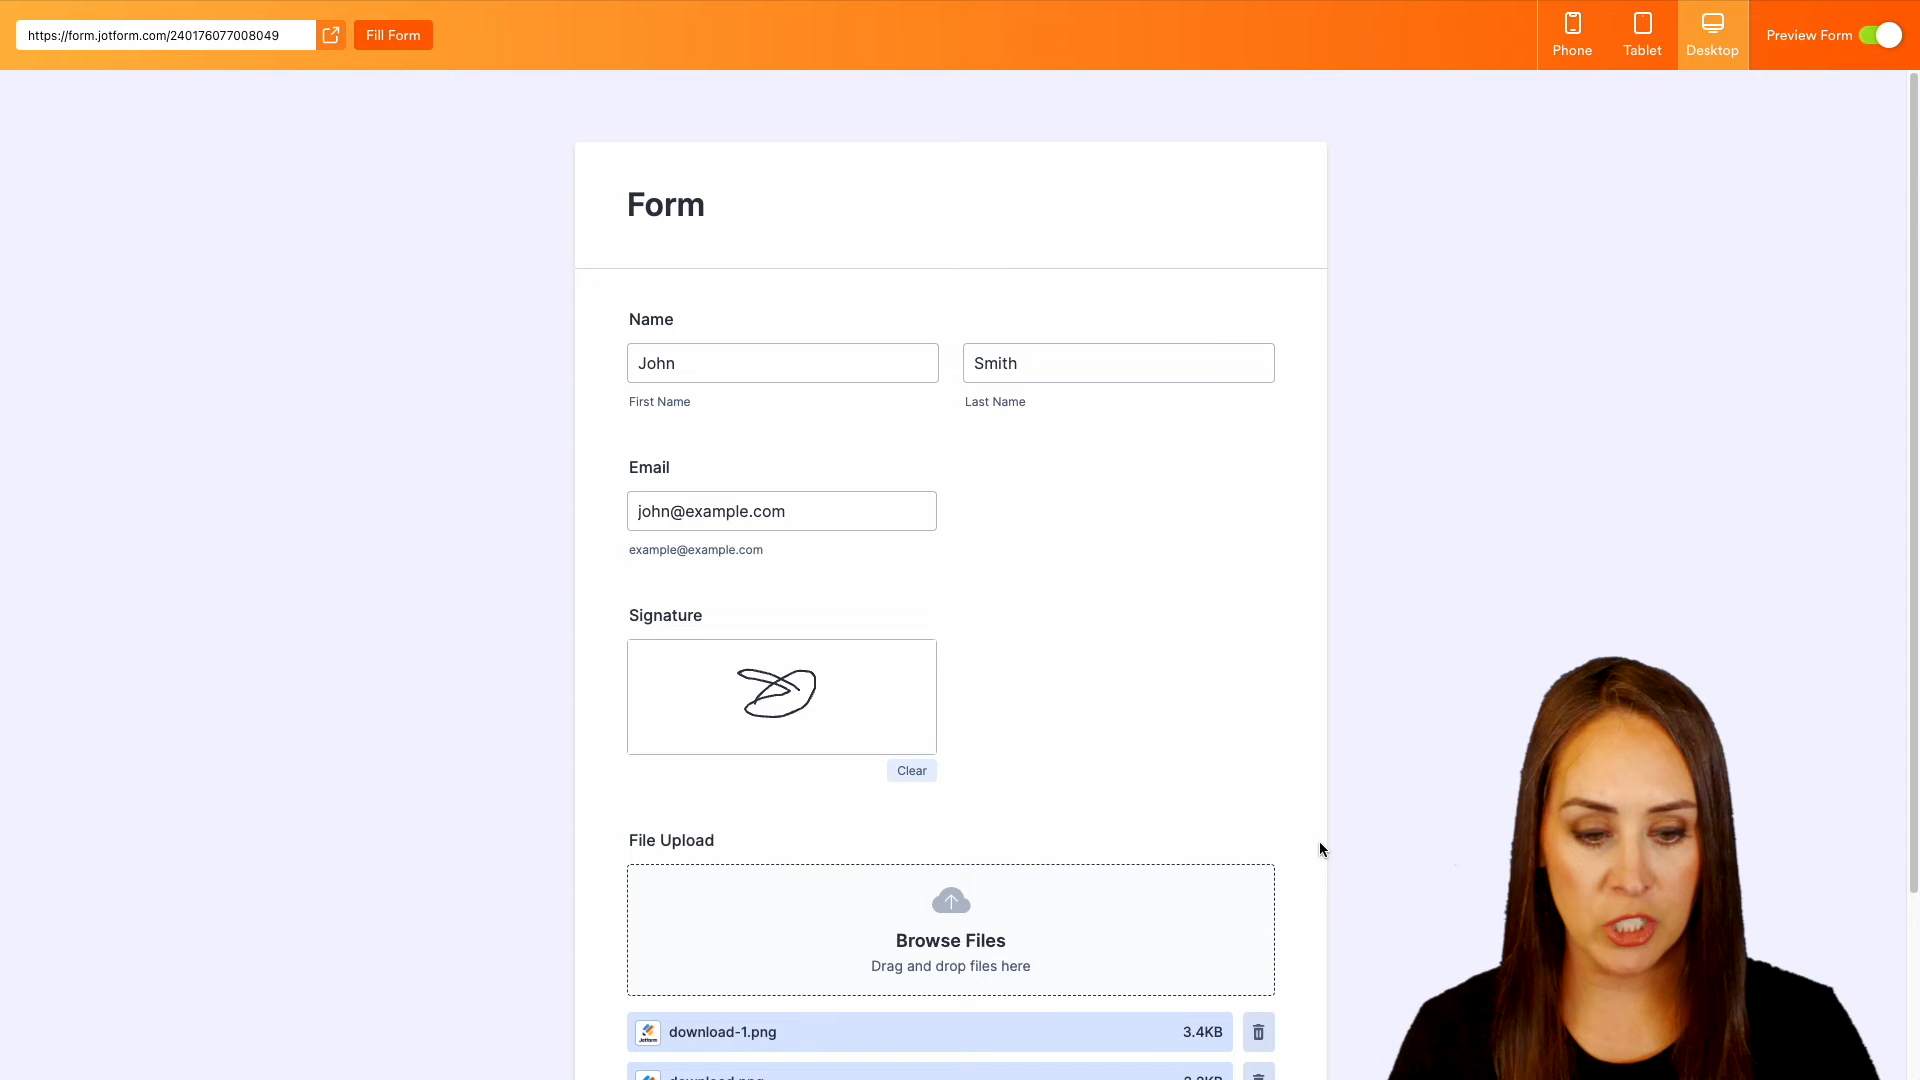 https://form.jotform.com/240176077008049
Fill Form
Phone
Tablet
Desktop
Preview Form
Form
Name
John
Smith
First Name
Last Name
Email
john@example.com
example@example.com
Signature
Clear
File Upload
Browse Files
Drag and drop files here
Jotform
download-1.png
3.4KB